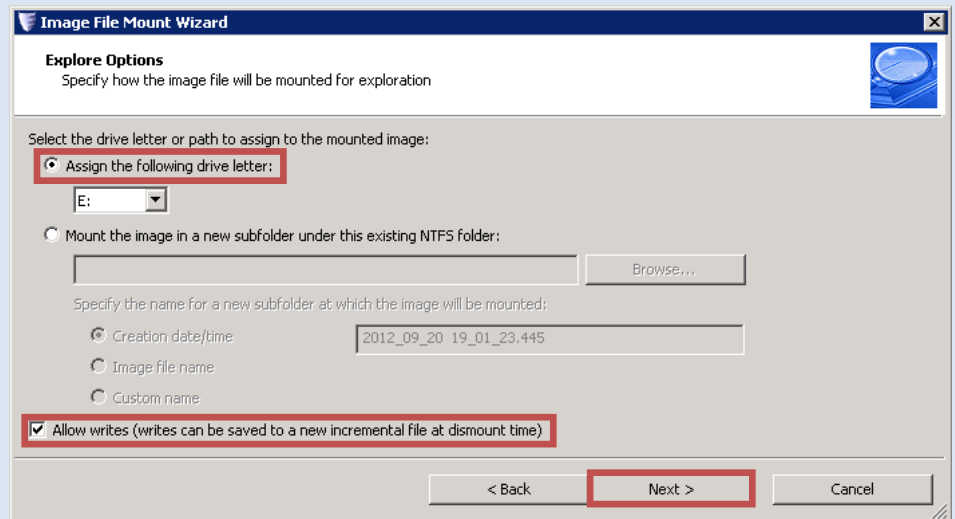 Image File Mount Wizard
Explore Options
Specify how the image file will be mounted for exploration
Select the drive letter or path to assign to the mounted image:
Assign the following drive letter:
E:
Mount the image in a new subfolder under this existing NTFS folder:
Browse...
Specify the name for a new subfolder at which the image will be mounted:
Creation date/time
2012_09_20 19_01_23.445
Image file name
Custom name
Allow writes (writes can be saved to a new incremental file at dismount time)
< Back
Next >
Cancel